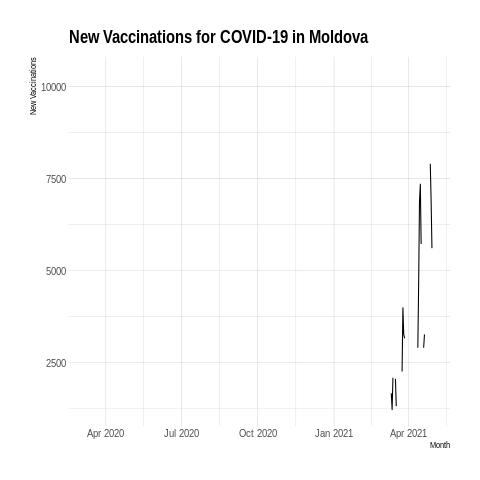 New Vaccinations for COVID-19 in Moldova
New Vaccinations
10000
7500
5000
2500
Apr 2020 Jul 2020 Oct 2020 Jan 2021 Apr 2021
Month